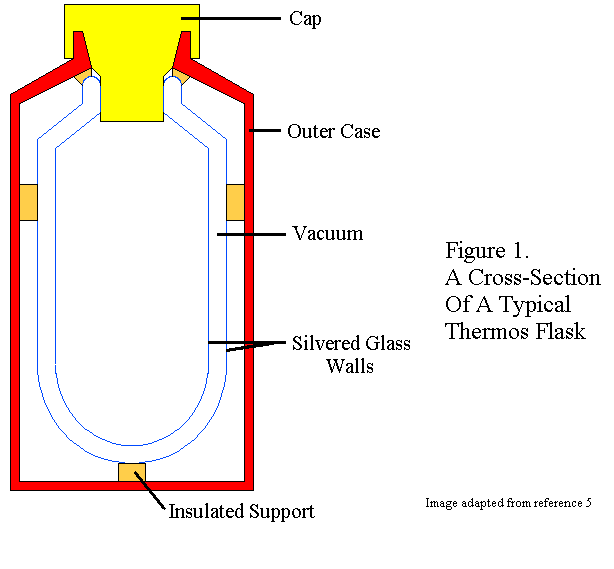 Cap
Outer Case
Vacuum
Figure 1.
A Cross-Section
Of A Typical
Thermos Flask
Silvered Glass
Walls
Insulated Support
Image adapted from reference 5